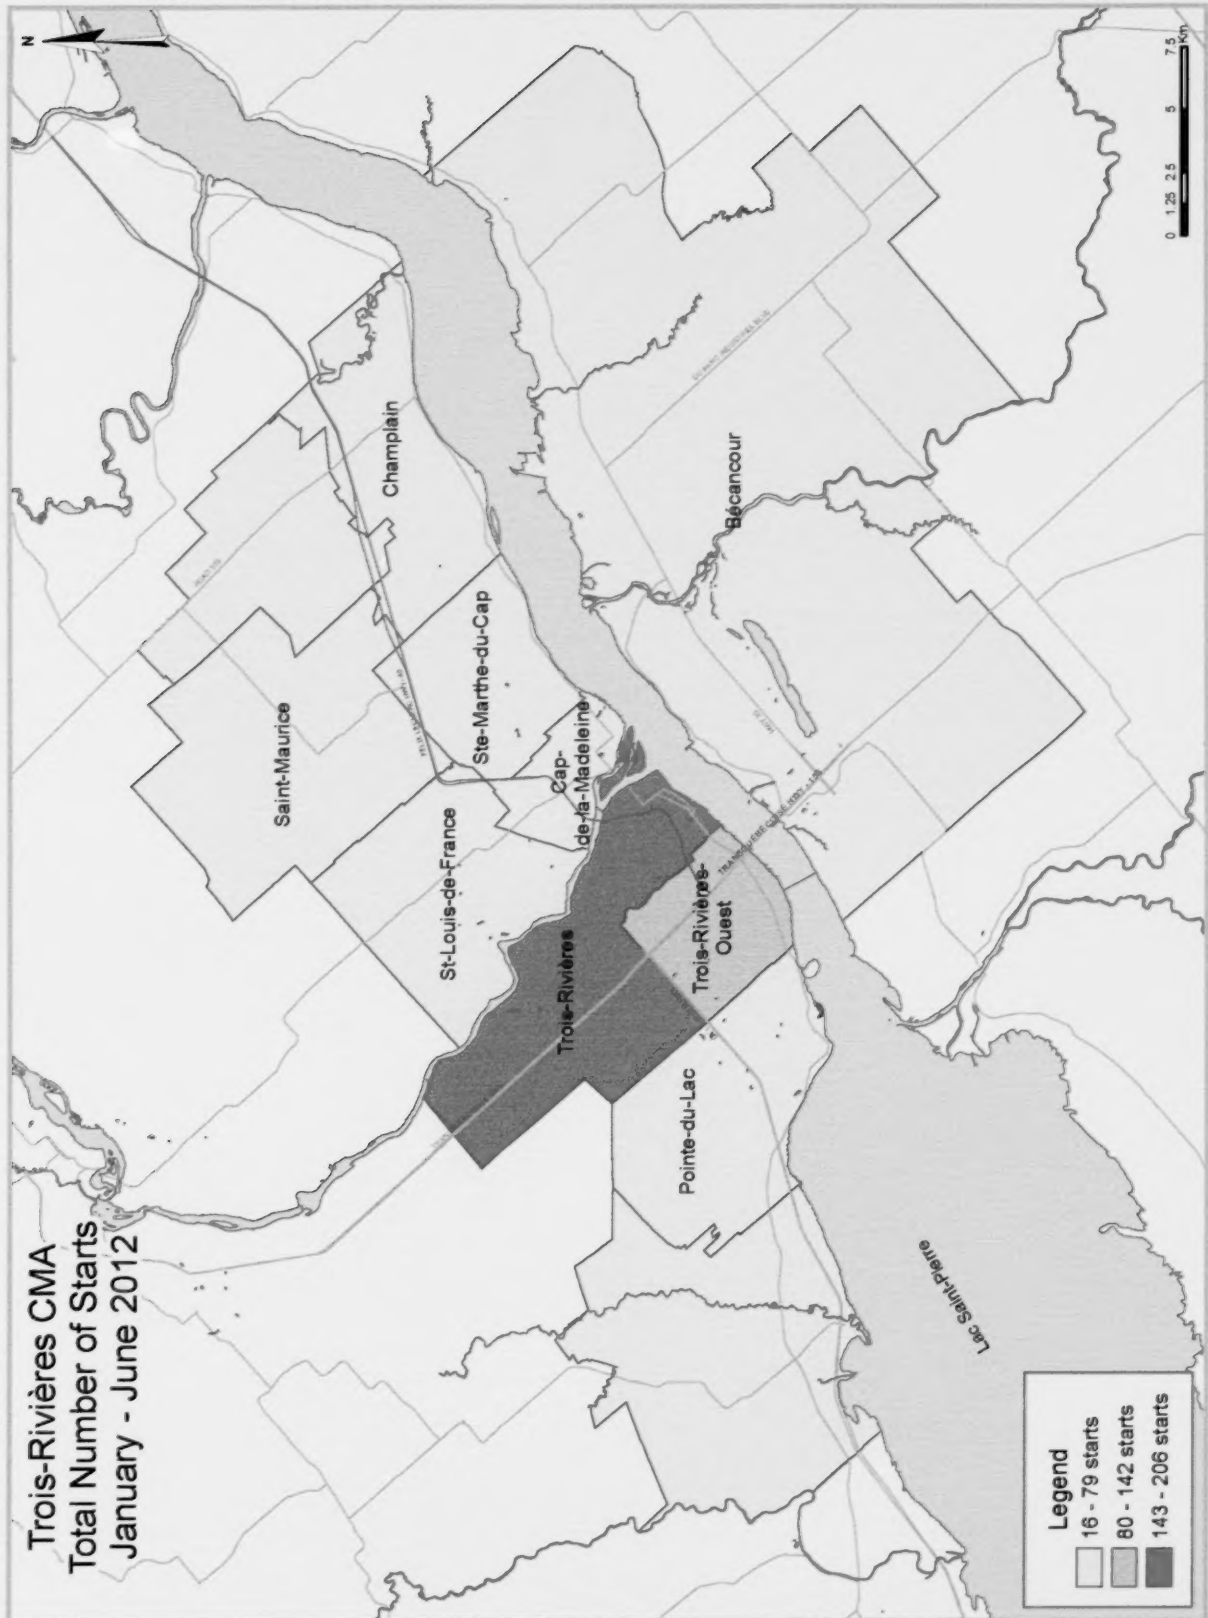 Trois-Rivières CMA
Total Number of Starts
January - June 2012
N
Saint-Maurice
Champlain
St-Louis-de-France
Ste-Marthe-du-Cap
Cap-
de-la-Madeleine
Trois-Rivières
Trois-Rivières-
Ouest
Pointe-du-Lac
Bécancour
Lac Saint-Pierre
Legend
16 - 79 starts
80 - 142 starts
143 - 206 starts
0 1.25 2.5 5 7.5
Km